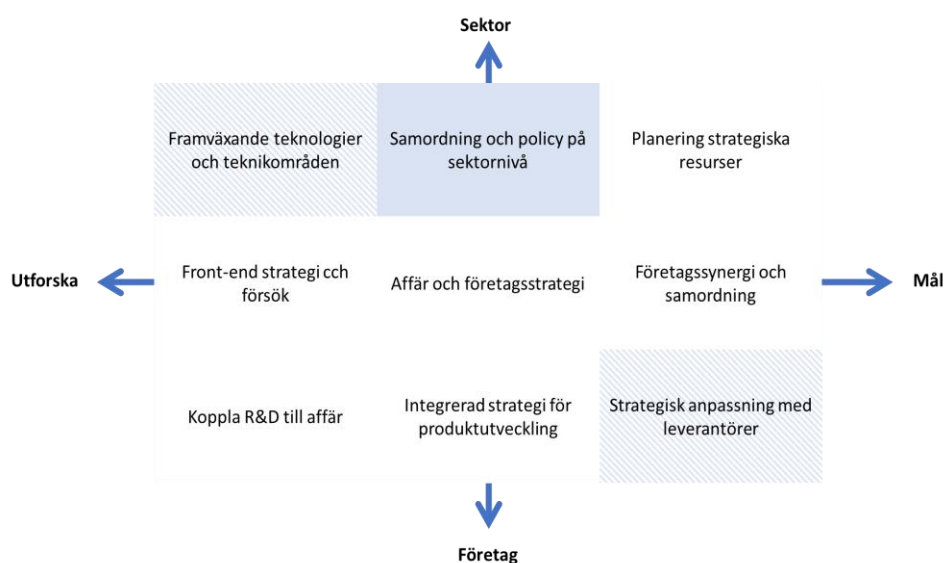 Sektor
Framväxande teknologier
och teknikområden
Samordning och policy på
sektornivå
Planering strategiska
resurser
Utforska
Front-end strategi cch
försök
Affär och företagsstrategi
Företagssynergi och
samordning
Mål
Koppla R&D till affär
Integrerad strategi för
produktutveckling
Strategisk anpassning med
leverantörer
Företag